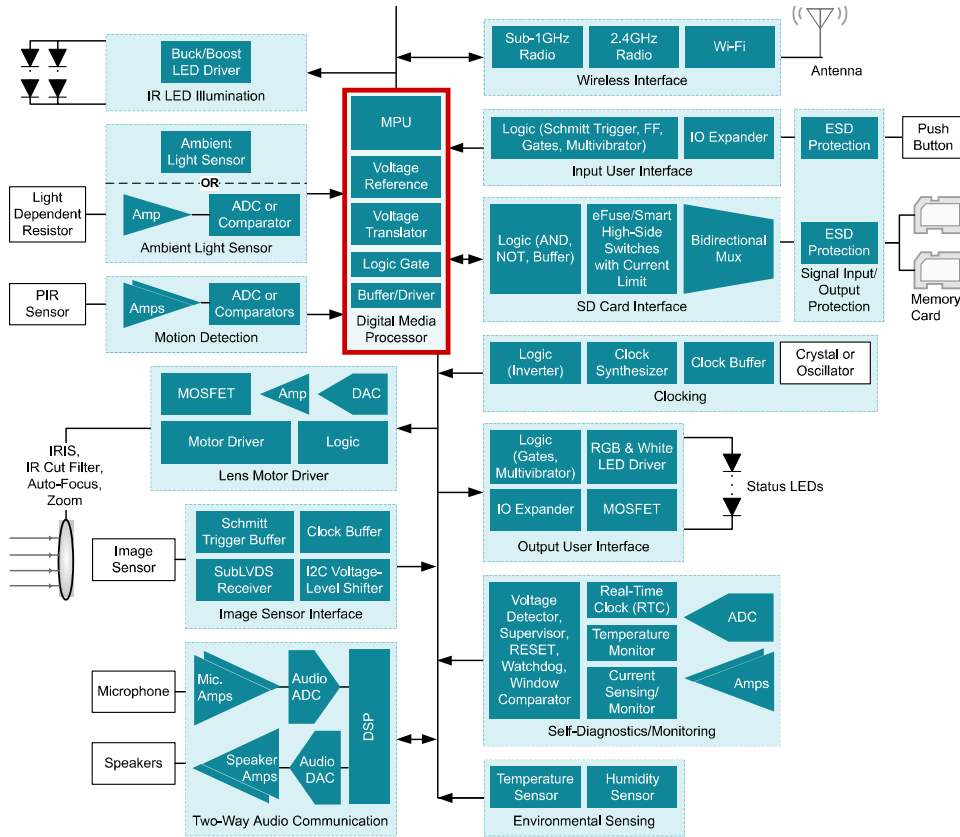 Buck/Boost
LED Driver
IR LED Illumination
Sub-1GHz
Radio
2.4GHz
Radio
Wi-Fi
Wireless Interface
Antenna
Ambient
Light Sensor
OR
Light
Dependent
Resistor
Amp
ADC or
Comparator
Ambient Light Sensor
PIR
Sensor
Amps
ADC or
Comparators
Motion Detection
MPU
Voltage
Reference
Voltage
Translator
Logic Gate
Buffer/Driver
Digital Media
Processor
Logic (Schmitt Trigger, FF,
Gates, Multivibrator)
IO Expander
Input User Interface
ESD
Protection
Push
Button
Logic (AND,
NOT, Buffer)
eFuse/Smart
High-Side
Switches
with Current
Limit
Bidirectional
Mux
SD Card Interface
ESD
Protection
Signal Input/
Output
Protection
Memory
Card
Logic
(Inverter)
Clock
Synthesizer
Clock Buffer
Crystal or
Oscillator
Clocking
MOSFET
Amp
DAC
Motor Driver
Logic
Lens Motor Driver
IRIS,
IR Cut Filter,
Auto-Focus,
Zoom
Logic
(Gates,
Multivibrator)
RGB & White
LED Driver
IO Expander
MOSFET
Output User Interface
Status LEDs
Image
Sensor
Schmitt
Trigger Buffer
Clock Buffer
SubLVDS
Receiver
I2C Voltage-
Level Shifter
Image Sensor Interface
Voltage
Detector,
Supervisor,
RESET,
Watchdog,
Window
Comparator
Real-Time
Clock (RTC)
Temperature
Monitor
Current
Sensing/
Monitor
ADC
Amps
Self-Diagnostics/Monitoring
Microphone
Mic.
Amps
Audio
ADC
DSP
Speakers
Speaker
Amps
Audio
DAC
Two-Way Audio Communication
Temperature
Sensor
Humidity
Sensor
Environmental Sensing